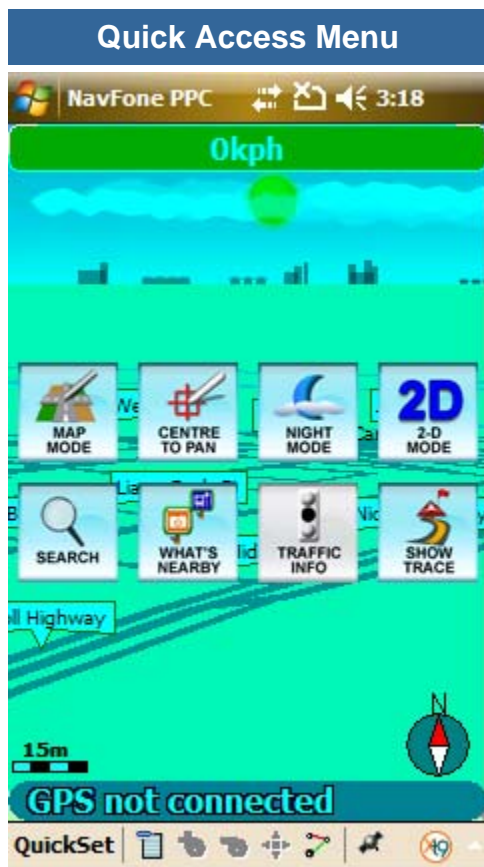 Quick Access Menu
NavFone PPC 3:18
0kph
MAP MODE
CENTRE TO PAN
NIGHT MODE
2D
2-D MODE
SEARCH
WHAT'S NEARBY
TRAFFIC INFO
SHOW TRACE
Highway
N
15m
GPS not connected
QuickSet